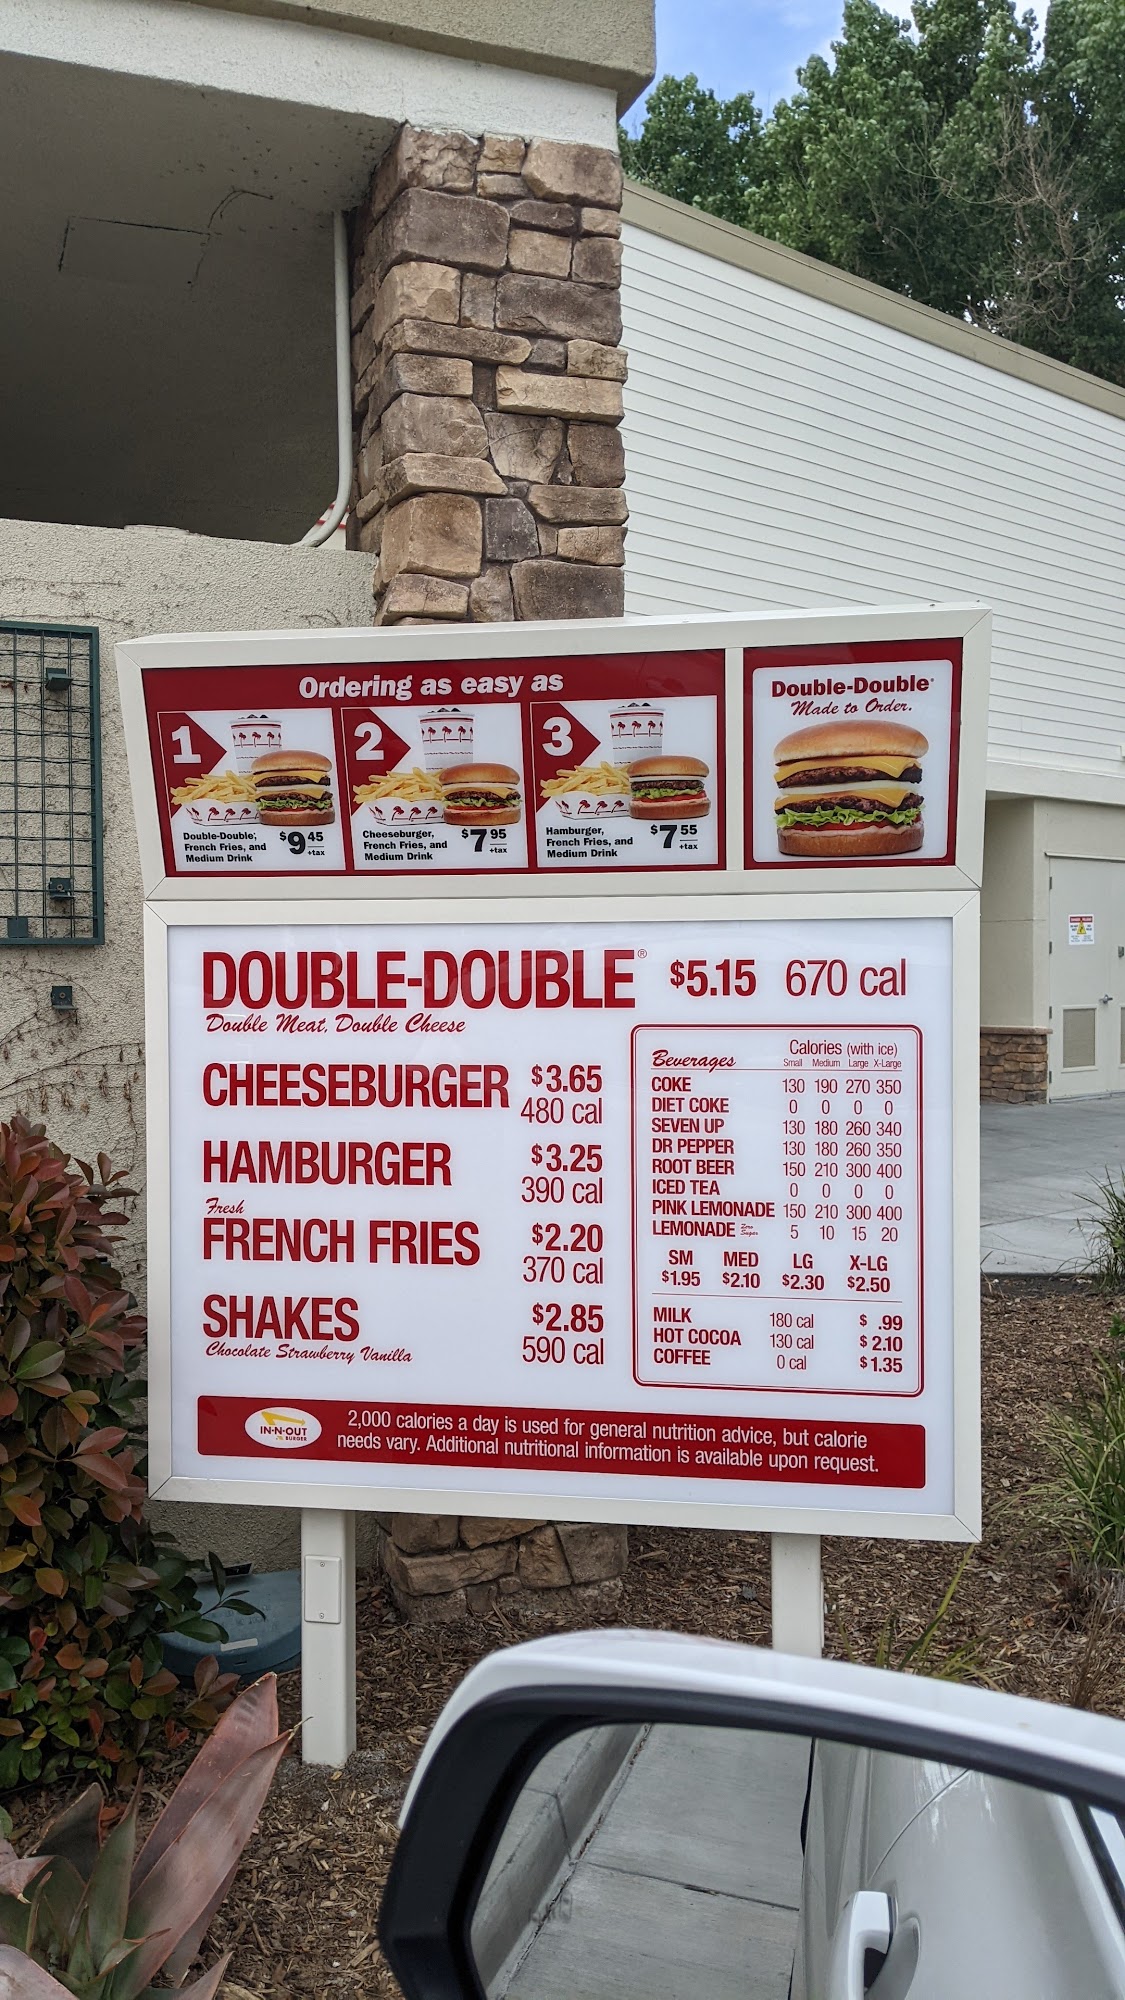 Ordering as easy as
1
Double-Double®,
French Fries, and
Medium Drink
$9 45
+tax
2
Cheeseburger,
French Fries, and
Medium Drink
$7 95
+tax
3
Hamburger,
French Fries, and
Medium Drink
$7 55
+tax
Double-Double®
Made to Order.
DOUBLE-DOUBLE® $5.15 670 cal
Double Meat, Double Cheese
CHEESEBURGER $3.65
480 cal
HAMBURGER $3.25
390 cal
Fresh
FRENCH FRIES $2.20
370 cal
SHAKES $2.85
Chocolate Strawberry Vanilla 590 cal
Beverages Calories (with ice)
Small Medium Large X-Large
COKE 130 190 270 350
DIET COKE 0 0 0 0
SEVEN UP 130 180 260 340
DR PEPPER 130 180 260 350
ROOT BEER 150 210 300 400
ICED TEA 0 0 0 0
PINK LEMONADE 150 210 300 400
LEMONADE Zero Sugar 5 10 15 20
SM MED LG X-LG
$1.95 $2.10 $2.30 $2.50
MILK 180 cal $ .99
HOT COCOA 130 cal $ 2.10
COFFEE 0 cal $ 1.35
IN-N-OUT
BURGER
2,000 calories a day is used for general nutrition advice, but calorie
needs vary. Additional nutritional information is available upon request.